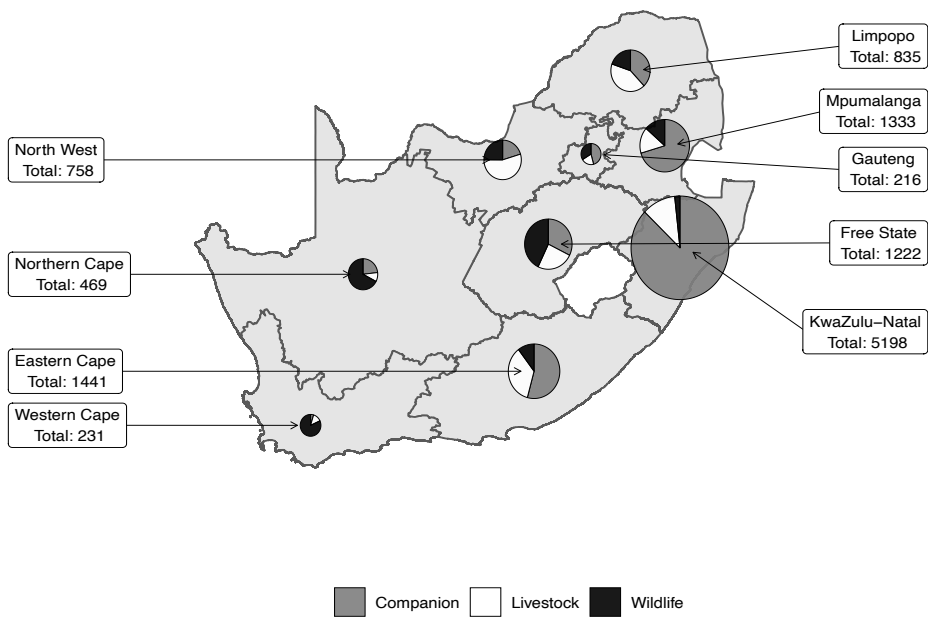 Limpopo
Total: 835
Mpumalanga
Total: 1333
North West
Total: 758
Gauteng
Total: 216
Free State
Total: 1222
Northern Cape
Total: 469
KwaZulu−Natal
Total: 5198
Eastern Cape
Total: 1441
Western Cape
Total: 231
Companion Livestock Wildlife